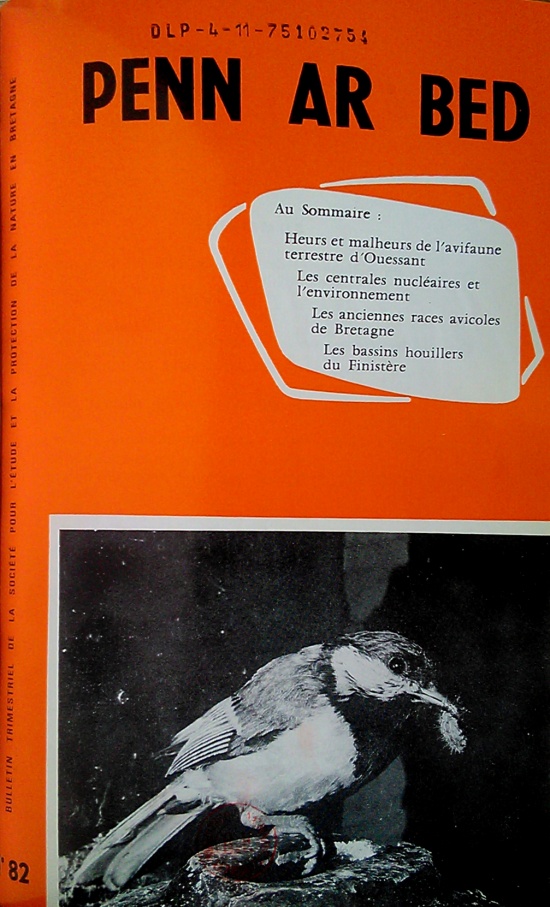 DLP-4-11-75102754
PENN AR BED
Au Sommaire :
Heurs et malheurs de l'avifaune
terrestre d'Ouessant
Les centrales nucléaires et
l'environnement
Les anciennes races avicoles
de Bretagne
Les bassins houillers
du Finistère
BULLETIN TRIMESTRIEL DE LA SOCIÉTÉ POUR L'ÉTUDE ET LA PROTECTION DE LA NATURE EN BRETAGNE
82